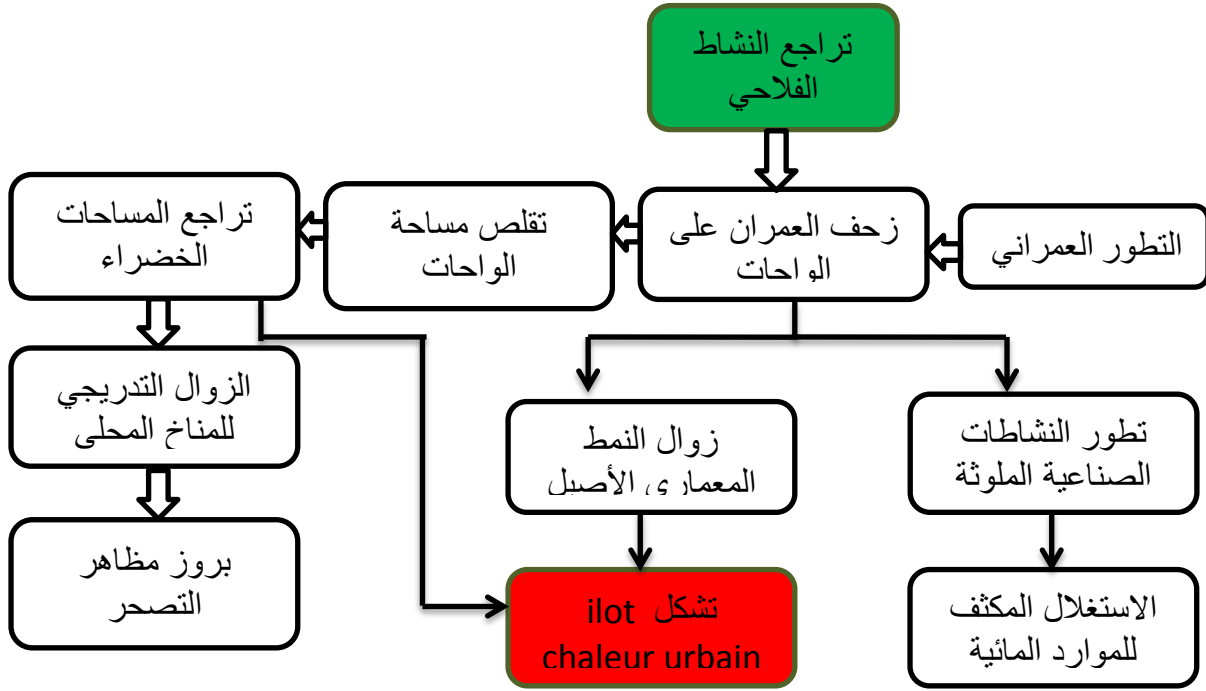 تراجع النشاط
الفلاحي
التطور العمراني
زحف العمران على
الواحات
تقلص مساحة
الواحات
تراجع المساحات
الخضراء
الزوال التدريجي
للمناخ المحلي
بروز مظاهر
التصحر
زوال النمط
المعماري الأصيل
تطور النشاطات
الصناعية الملوثة
تشكل ilot
chaleur urbain
الاستغلال المكثف
للموارد المائية